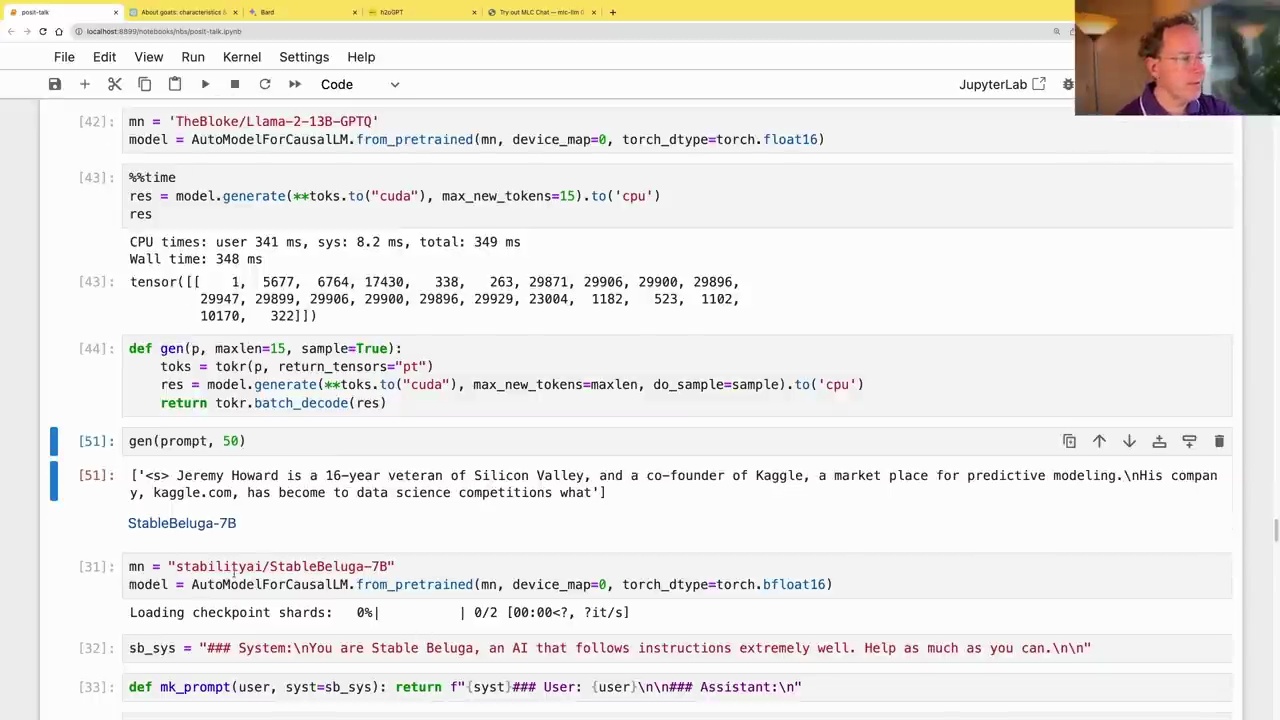 posit-talk
About goats: characteristics &
Bard
h2oGPT
Try out MLC Chat — mlc-llm 0
localhost:8899/notebooks/nbs/posit-talk.ipynb
File Edit View Run Kernel Settings Help
Code
JupyterLab
[42]:
mn = 'TheBloke/Llama-2-13B-GPTQ'
model = AutoModelForCausalLM.from_pretrained(mn, device_map=0, torch_dtype=torch.float16)
[43]:
%%time
res = model.generate(**toks.to("cuda"), max_new_tokens=15).to('cpu')
res
CPU times: user 341 ms, sys: 8.2 ms, total: 349 ms
Wall time: 348 ms
[43]:
tensor([[    1,  5677,  6764, 17430,   338,   263, 29871, 29906, 29900, 29896,
29947, 29899, 29906, 29900, 29896, 29929, 23004,  1182,   523,  1102,
10170,   322]])
[44]:
def gen(p, maxlen=15, sample=True):
toks = tokr(p, return_tensors="pt")
res = model.generate(**toks.to("cuda"), max_new_tokens=maxlen, do_sample=sample).to('cpu')
return tokr.batch_decode(res)
[51]:
gen(prompt, 50)
[51]:
['<s> Jeremy Howard is a 16-year veteran of Silicon Valley, and a co-founder of Kaggle, a market place for predictive modeling.\nHis compan
y, kaggle.com, has become to data science competitions what']
StableBeluga-7B
[31]:
mn = "stabilityai/StableBeluga-7B"
model = AutoModelForCausalLM.from_pretrained(mn, device_map=0, torch_dtype=torch.bfloat16)
Loading checkpoint shards:   0%|          | 0/2 [00:00<?, ?it/s]
[32]:
sb_sys = "### System:\nYou are Stable Beluga, an AI that follows instructions extremely well. Help as much as you can.\n\n"
[33]:
def mk_prompt(user, syst=sb_sys): return f"{syst}### User: {user}\n\n### Assistant:\n"